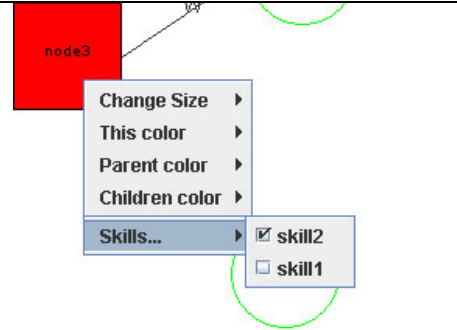 node3
Change Size
This color
Parent color
Children color
Skills...
skill2
skill1